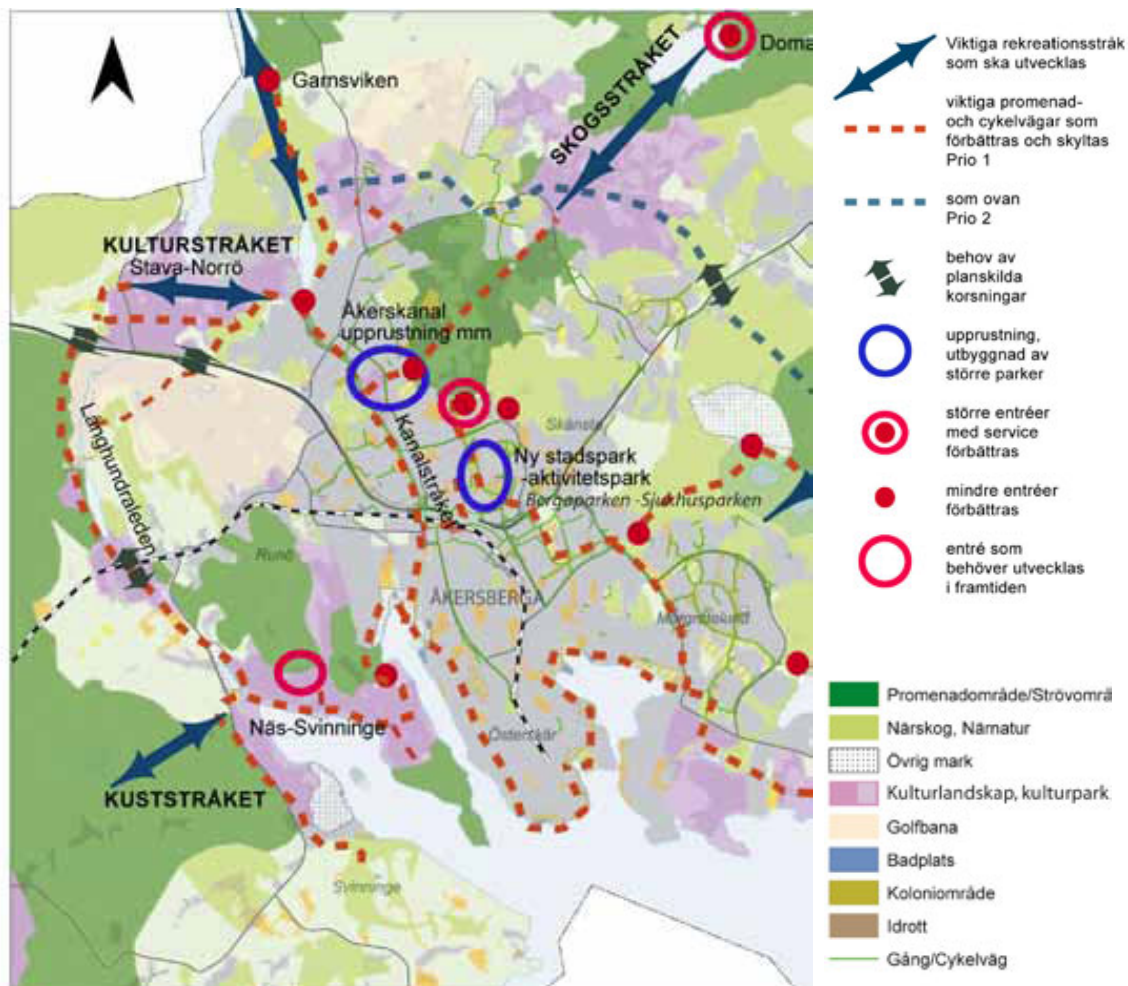 Garnsviken
Doma
SKOGSSTRÅKET
KULTURSTRÅKET
Stava-Norrö
Åkerskanal
upprustning mm
Långhundraleden
Kanalstråket
Skånsta
Ny stadspark
-aktivitetspark
Bergaparken -Sjukhusparken
Runö
ÅKERSBERGA
Margretelund
Näs-Svinninge
Österskär
KUSTSTRÅKET
Svinninge
Viktiga rekreationsstråk
som ska utvecklas
viktiga promenad-
och cykelvägar som
förbättras och skyltas
Prio 1
som ovan
Prio 2
behov av
planskilda
korsningar
upprustning,
utbyggnad av
större parker
större entréer
med service
förbättras
mindre entréer
förbättras
entré som
behöver utvecklas
i framtiden
Promenadområde/Strövområ
Närskog, Närnatur
Övrig mark
Kulturlandskap, kulturpark
Golfbana
Badplats
Koloniområde
Idrott
Gång/Cykelväg